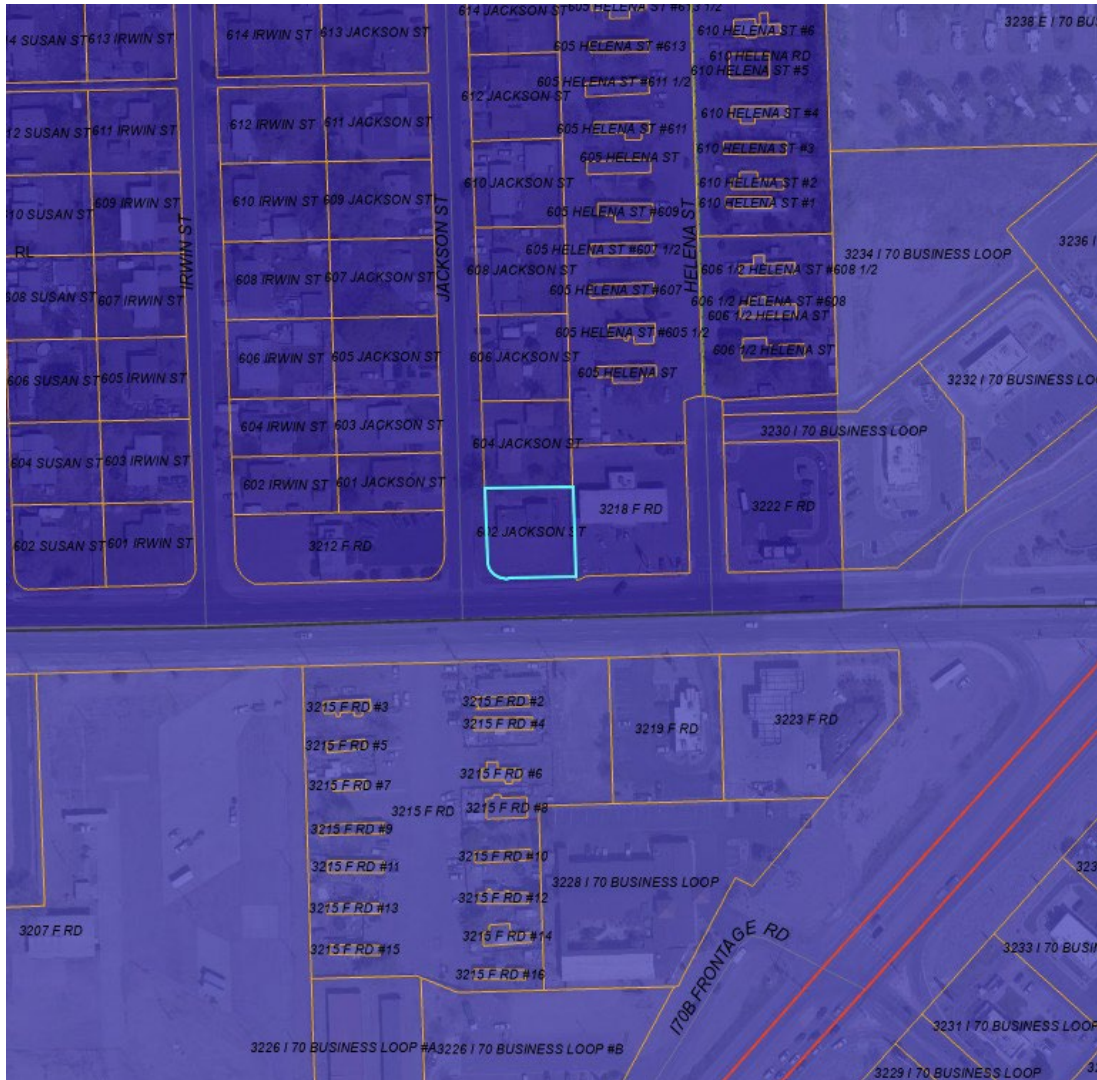 614 JACKSON ST
605 HELENA ST #613 1/2
3238 E I 70 BU
14 SUSAN ST
613 IRWIN ST
614 IRWIN ST
613 JACKSON ST
605 HELENA ST #613
610 HELENA ST #6
610 HELENA RD
610 HELENA ST #5
605 HELENA ST #611 1/2
612 JACKSON ST
610 HELENA ST #4
12 SUSAN ST
611 IRWIN ST
612 IRWIN ST
611 JACKSON ST
605 HELENA ST #611
610 HELENA ST #3
605 HELENA ST
610 JACKSON ST
610 HELENA ST #2
610 HELENA ST #1
610 SUSAN ST
609 IRWIN ST
610 IRWIN ST
609 JACKSON ST
605 HELENA ST #609
RL
IRWIN ST
JACKSON ST
HELENA ST
605 HELENA ST #607 1/2
3234 I 70 BUSINESS LOOP
3236 I
608 JACKSON ST
606 1/2 HELENA ST #608 1/2
608 IRWIN ST
607 JACKSON ST
608 SUSAN ST
607 IRWIN ST
605 HELENA ST #607
606 1/2 HELENA ST #608
606 1/2 HELENA ST
605 HELENA ST #605 1/2
606 1/2 HELENA ST
606 IRWIN ST
605 JACKSON ST
606 JACKSON ST
605 HELENA ST
606 SUSAN ST
605 IRWIN ST
3232 I 70 BUSINESS LO
604 IRWIN ST
603 JACKSON ST
3230 I 70 BUSINESS LOOP
604 JACKSON ST
604 SUSAN ST
603 IRWIN ST
602 IRWIN ST
601 JACKSON ST
3218 F RD
3222 F RD
602 JACKSON ST
602 SUSAN ST
601 IRWIN ST
3212 F RD
3215 F RD #3
3215 F RD #2
3215 F RD #4
3219 F RD
3223 F RD
3215 F RD #5
3215 F RD #6
3215 F RD #7
3215 F RD
3215 F RD #8
3215 F RD #9
3215 F RD #10
3215 F RD #11
3228 I 70 BUSINESS LOOP
3215 F RD #12
3215 F RD #13
3207 F RD
3215 F RD #14
3215 F RD #15
3215 F RD #16
I70B FRONTAGE RD
323
3233 I 70 BUSIN
3231 I 70 BUSINESS LOO
3226 I 70 BUSINESS LOOP #A
3226 I 70 BUSINESS LOOP #B
3229 I 70 BUSINESS LOOP